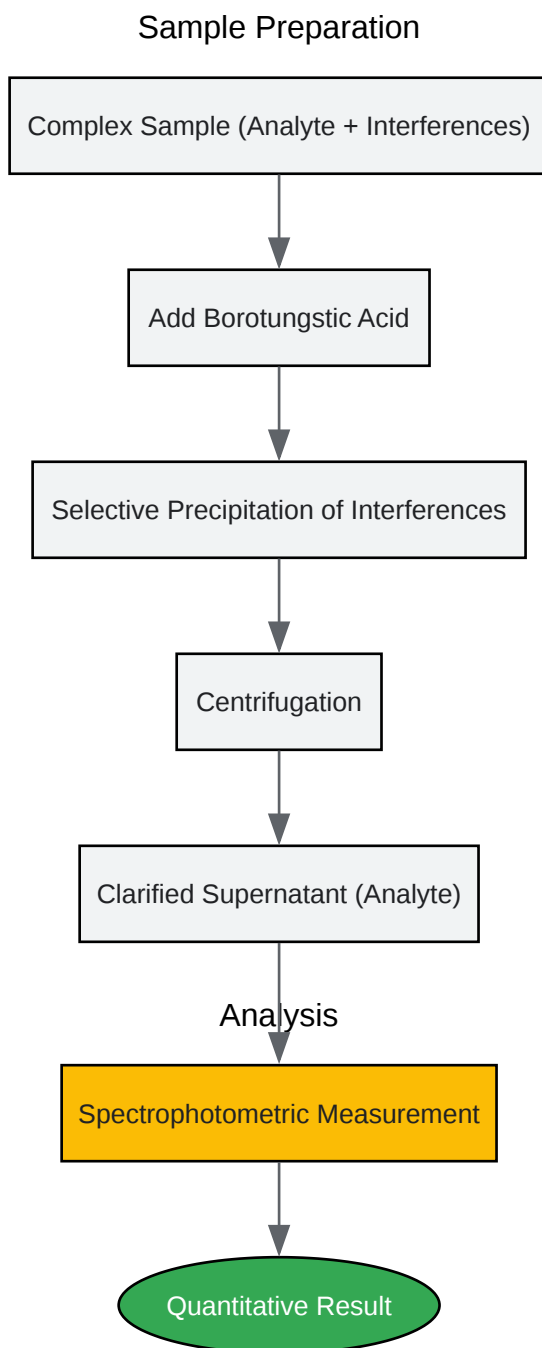 Sample Preparation
Complex Sample (Analyte + Interferences)
Add Borotungstic Acid
Selective Precipitation of Interferences
Centrifugation
Clarified Supernatant (Analyte)
Analysis
Spectrophotometric Measurement
Quantitative Result